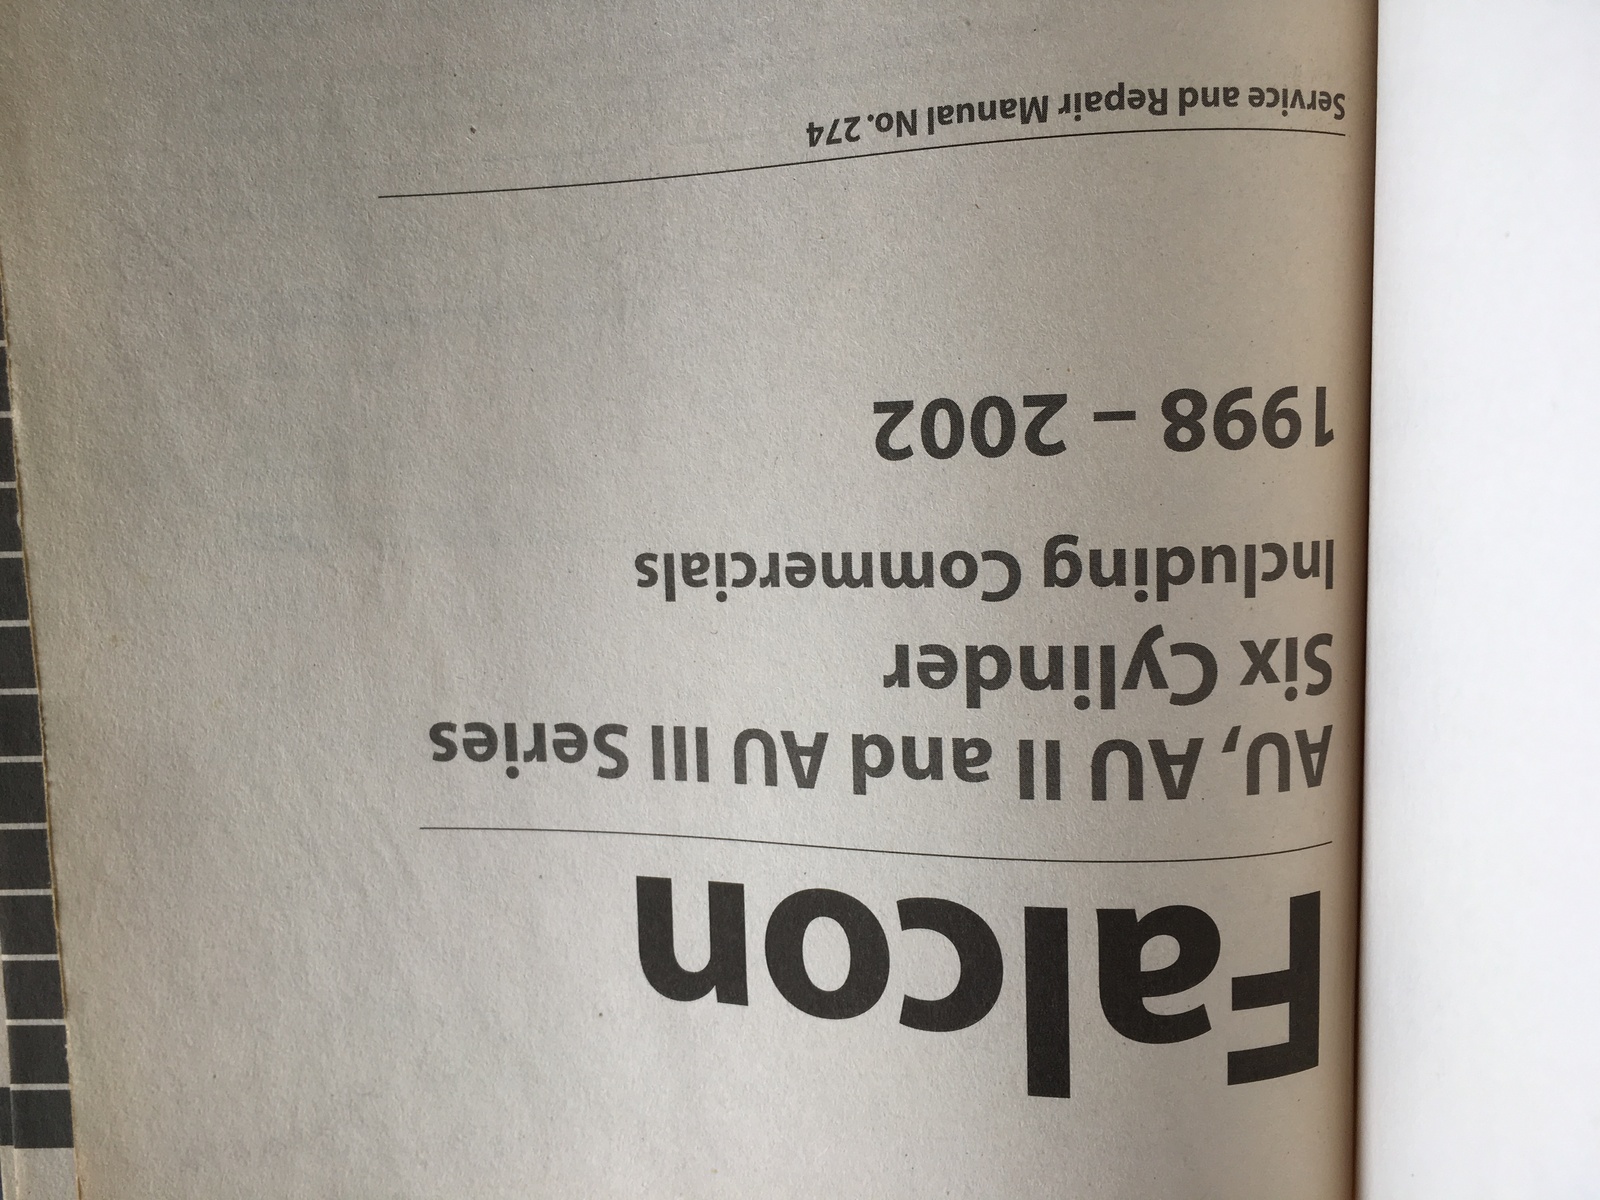 Falcon
AU, AU II and AU III Series
Six Cylinder
Including Commercials
1998 – 2002
Service and Repair Manual No. 274